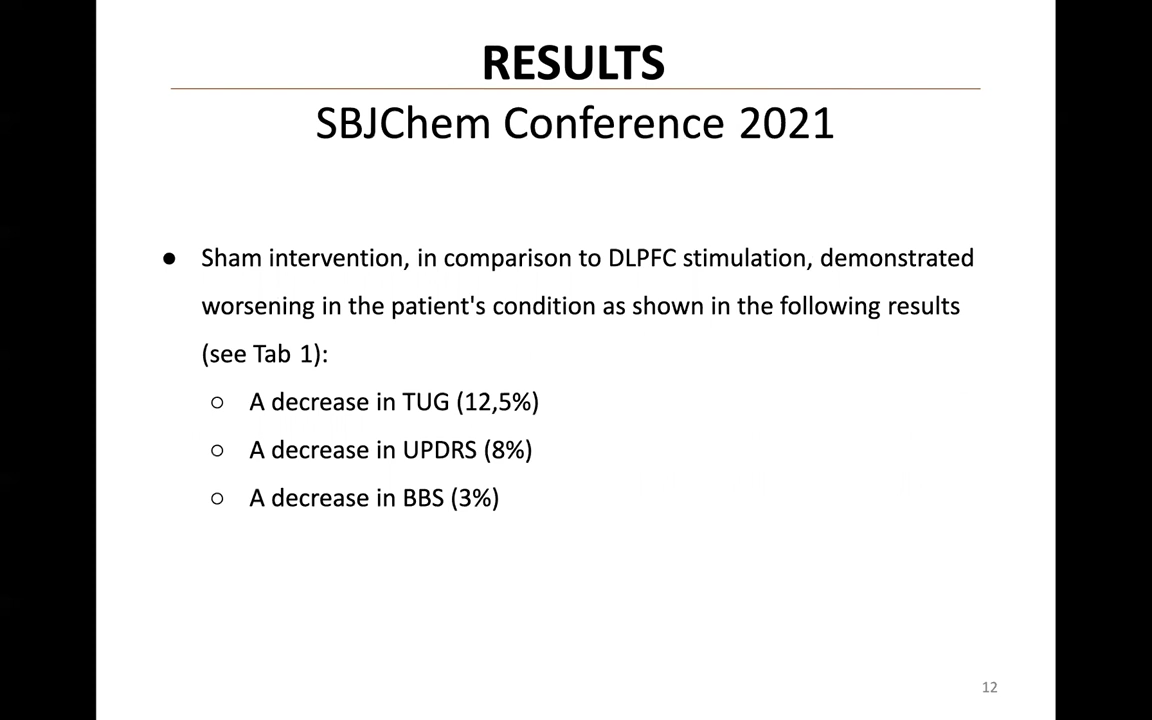 RESULTS
SBJChem Conference 2021
● Sham intervention, in comparison to DLPFC stimulation, demonstrated
worsening in the patient's condition as shown in the following results
(see Tab 1):
○ A decrease in TUG (12,5%)
○ A decrease in UPDRS (8%)
○ A decrease in BBS (3%)
12